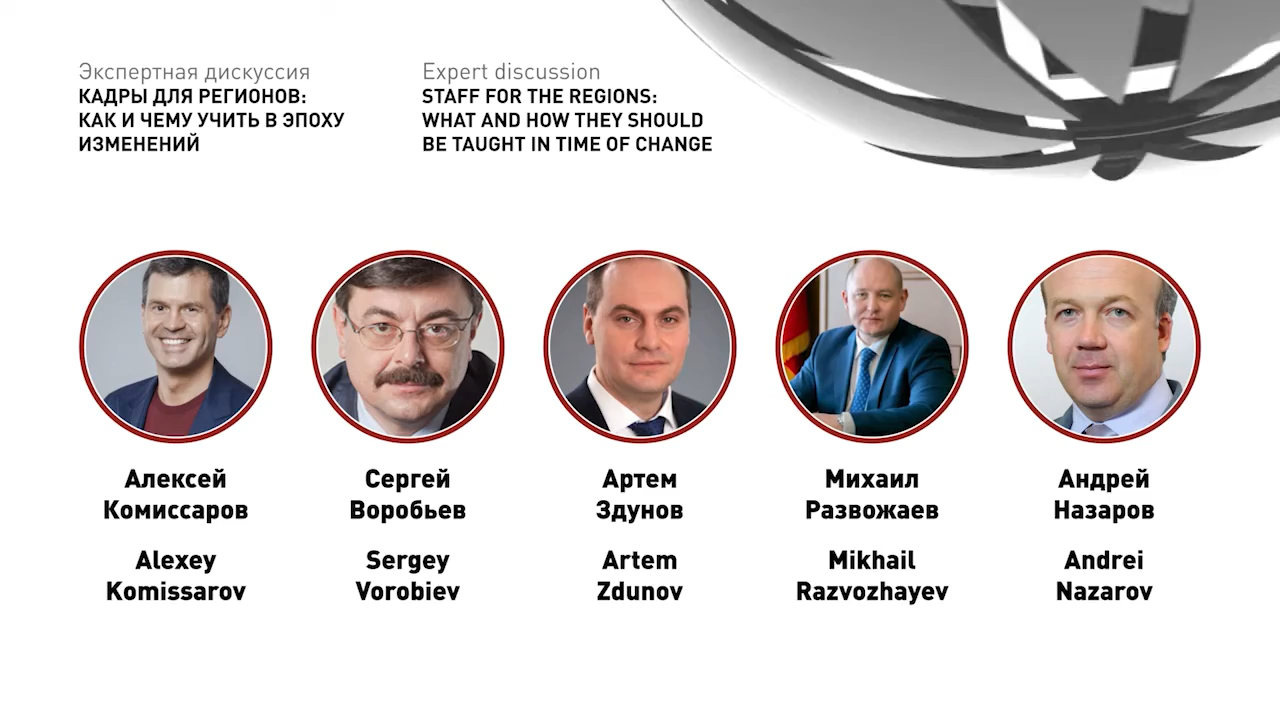 Экспертная дискуссия
КАДРЫ ДЛЯ РЕГИОНОВ:
КАК И ЧЕМУ УЧИТЬ В ЭПОХУ
ИЗМЕНЕНИЙ
Expert discussion
STAFF FOR THE REGIONS:
WHAT AND HOW THEY SHOULD
BE TAUGHT IN TIME OF CHANGE
Алексей
Комиссаров
Alexey
Komissarov
Сергей
Воробьев
Sergey
Vorobiev
Артем
Здунов
Artem
Zdunov
Михаил
Развожаев
Mikhail
Razvozhayev
Андрей
Назаров
Andrei
Nazarov